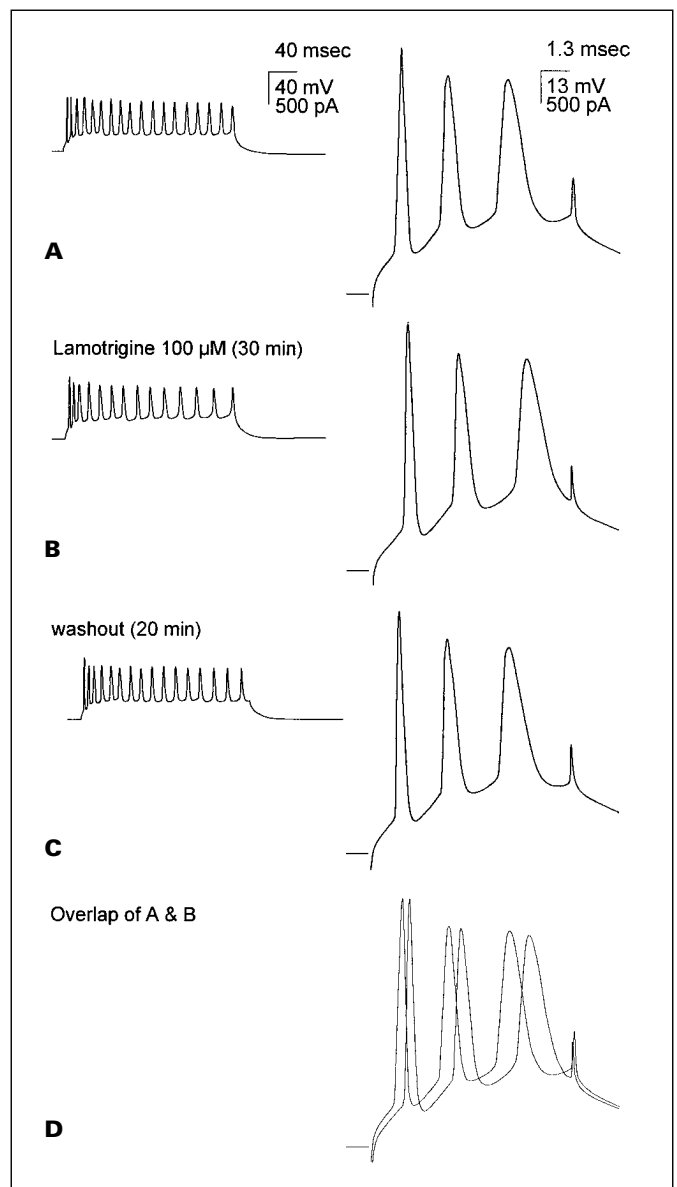 40 msec
40 mV
500 pA
1.3 msec
13 mV
500 pA
A
Lamotrigine 100 µM (30 min)
B
washout (20 min)
C
Overlap of A & B
D